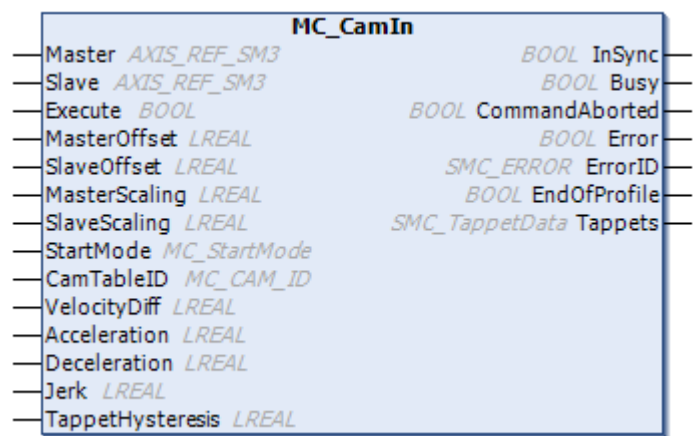 MC_CamIn
Master AXIS_REF_SM3 BOOL InSync
Slave AXIS_REF_SM3 BOOL Busy
Execute BOOL BOOL CommandAborted
MasterOffset LREAL BOOL Error
SlaveOffset LREAL SMC_ERROR ErrorID
MasterScaling LREAL BOOL EndOfProfile
SlaveScaling LREAL SMC_TappetData Tappets
StartMode MC_StartMode
CamTableID MC_CAM_ID
VelocityDiff LREAL
Acceleration LREAL
Deceleration LREAL
Jerk LREAL
TappetHysteresis LREAL